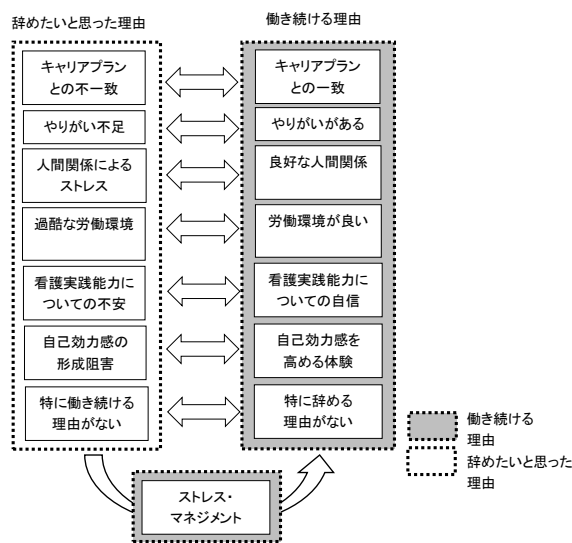 辞めたいと思った理由
働き続ける理由
キャリアプラン
との不一致
キャリアプラン
との一致
やりがい不足
やりがいがある
人間関係による
ストレス
良好な人間関係
過酷な労働環境
労働環境が良い
看護実践能力に
ついての不安
看護実践能力に
ついての自信
自己効力感の
形成阻害
自己効力感を
高める体験
特に働き続ける
理由がない
特に辞める
理由がない
働き続ける
理由
辞めたいと思った
理由
ストレス・
マネジメント